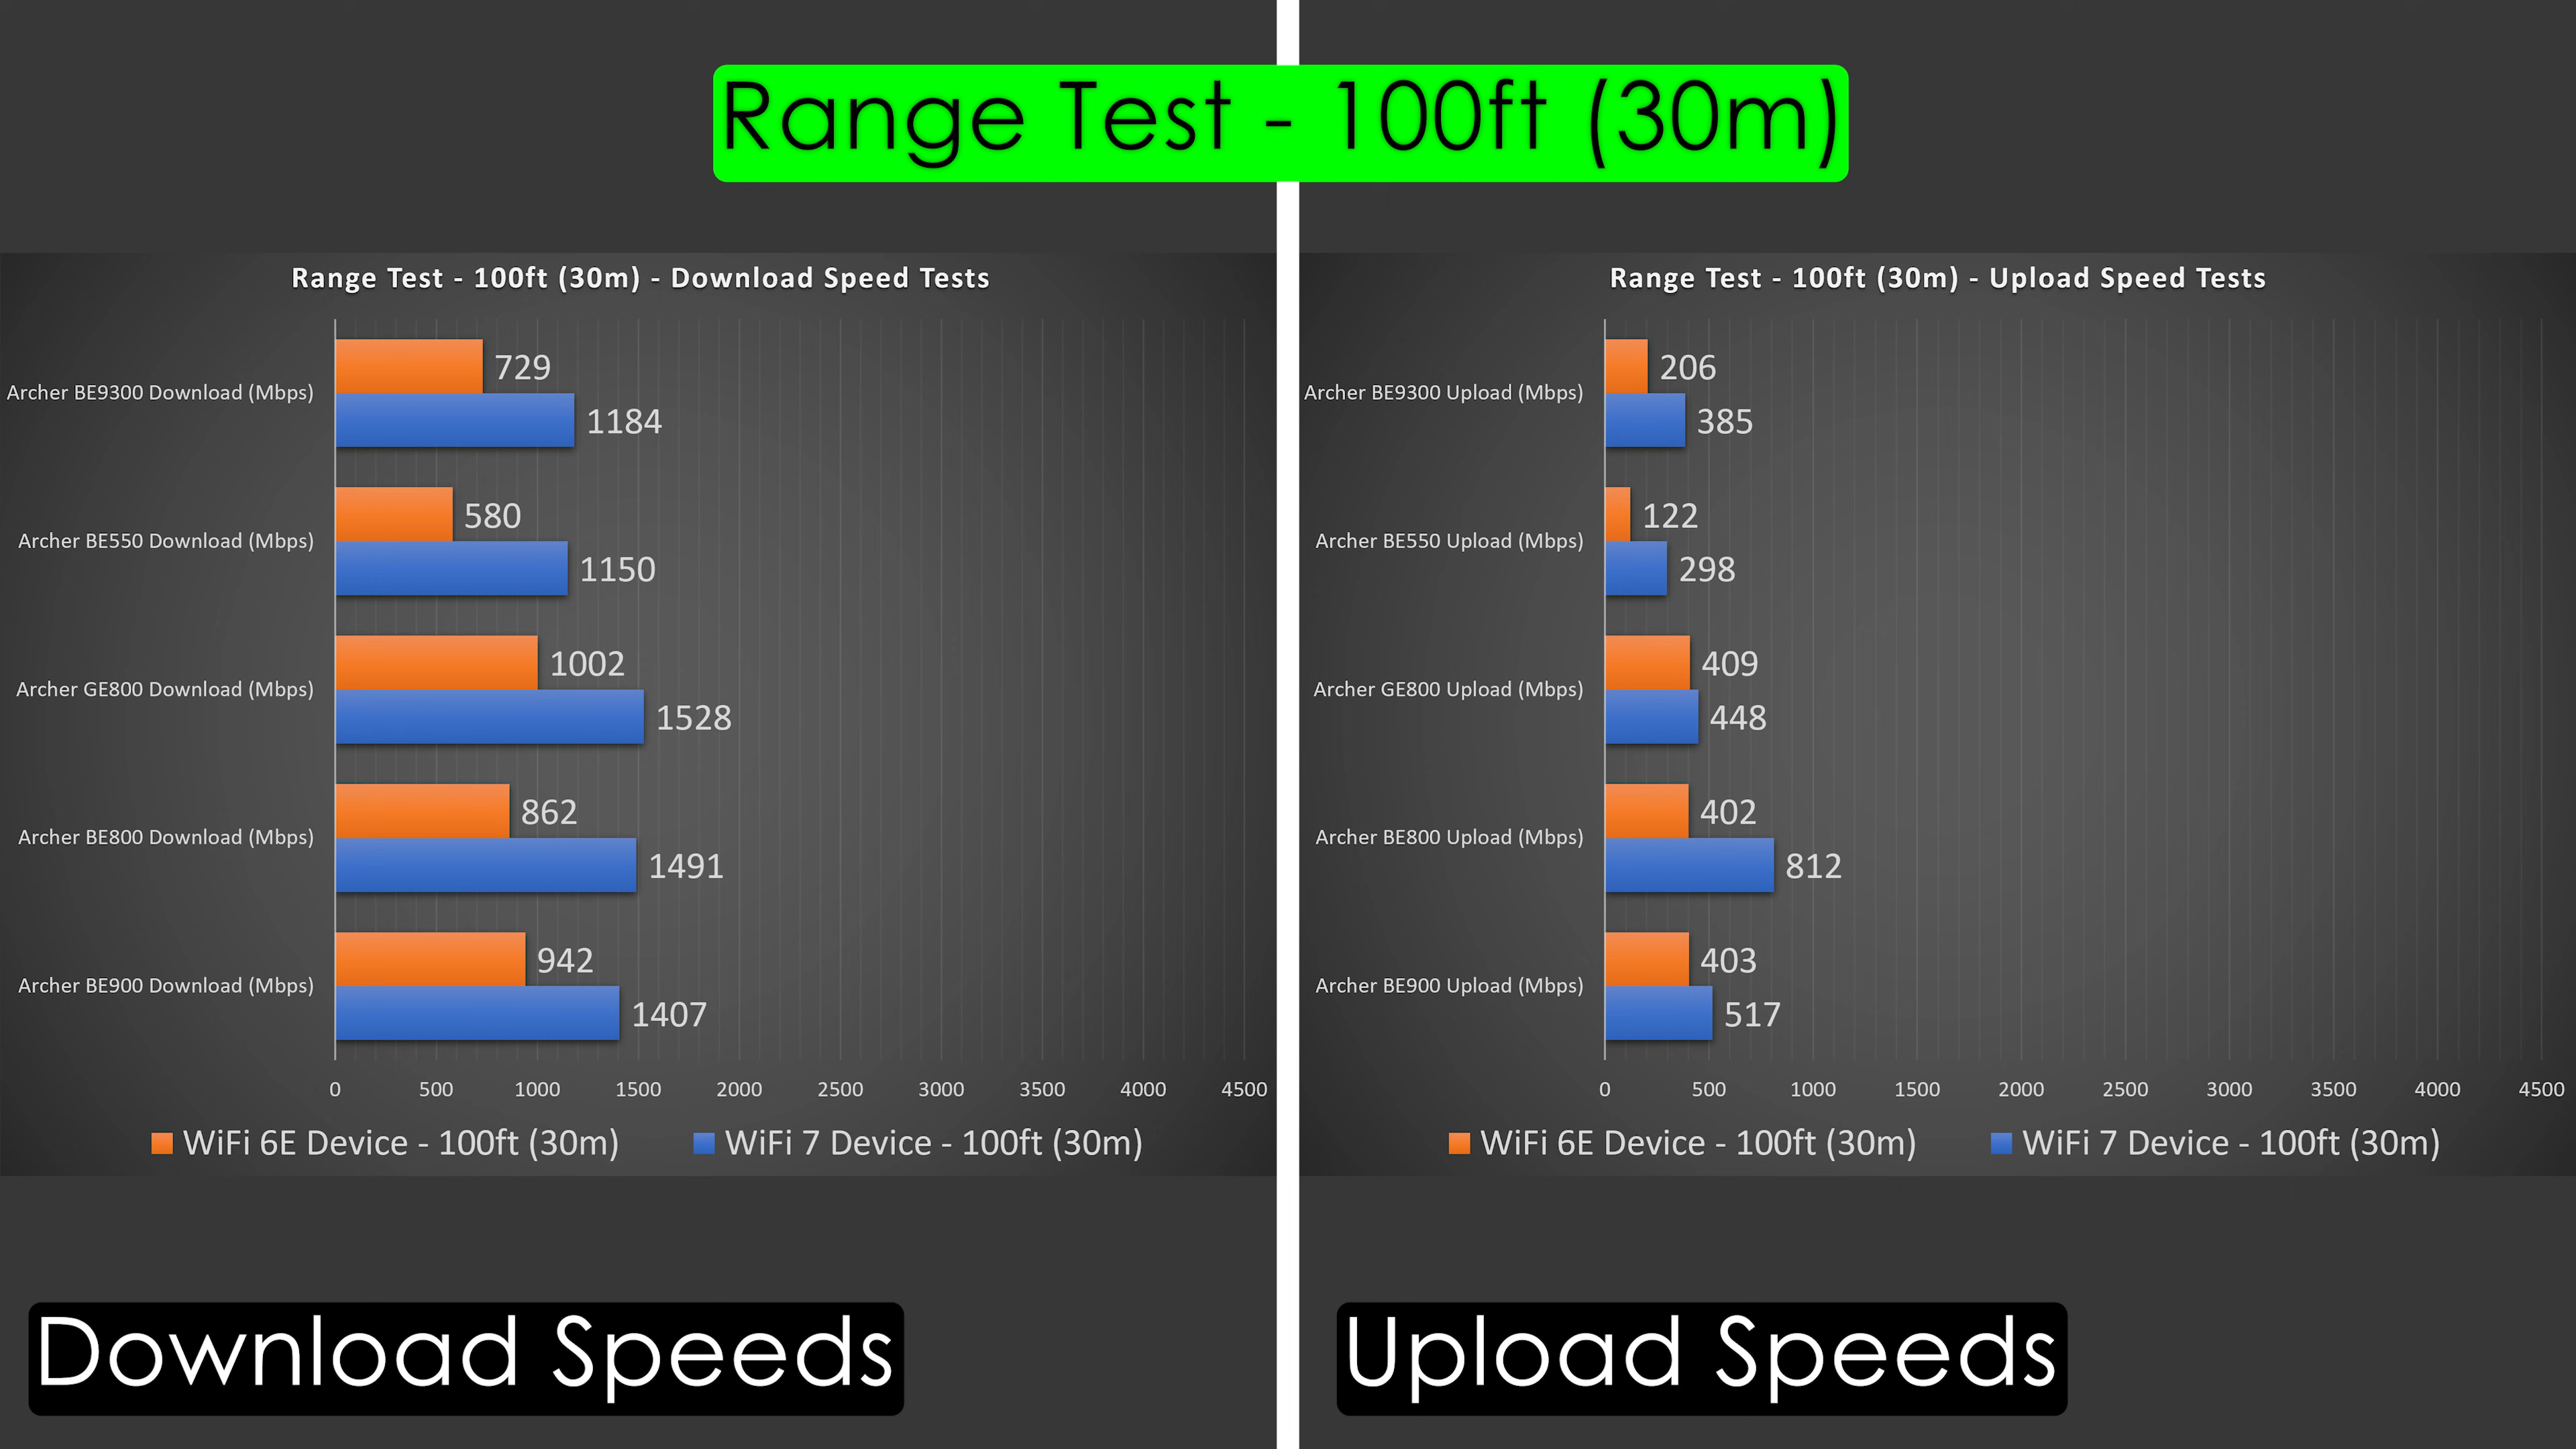 Range Test - 100ft (30m)
Range Test - 100ft (30m) - Download Speed Tests
Archer BE9300 Download (Mbps)
729
1184
Archer BE550 Download (Mbps)
580
1150
Archer GE800 Download (Mbps)
1002
1528
Archer BE800 Download (Mbps)
862
1491
Archer BE900 Download (Mbps)
942
1407
0 500 1000 1500 2000 2500 3000 3500 4000 4500
WiFi 6E Device - 100ft (30m) WiFi 7 Device - 100ft (30m)
Download Speeds
Range Test - 100ft (30m) - Upload Speed Tests
Archer BE9300 Upload (Mbps)
206
385
Archer BE550 Upload (Mbps)
122
298
Archer GE800 Upload (Mbps)
409
448
Archer BE800 Upload (Mbps)
402
812
Archer BE900 Upload (Mbps)
403
517
0 500 1000 1500 2000 2500 3000 3500 4000 4500
WiFi 6E Device - 100ft (30m) WiFi 7 Device - 100ft (30m)
Upload Speeds